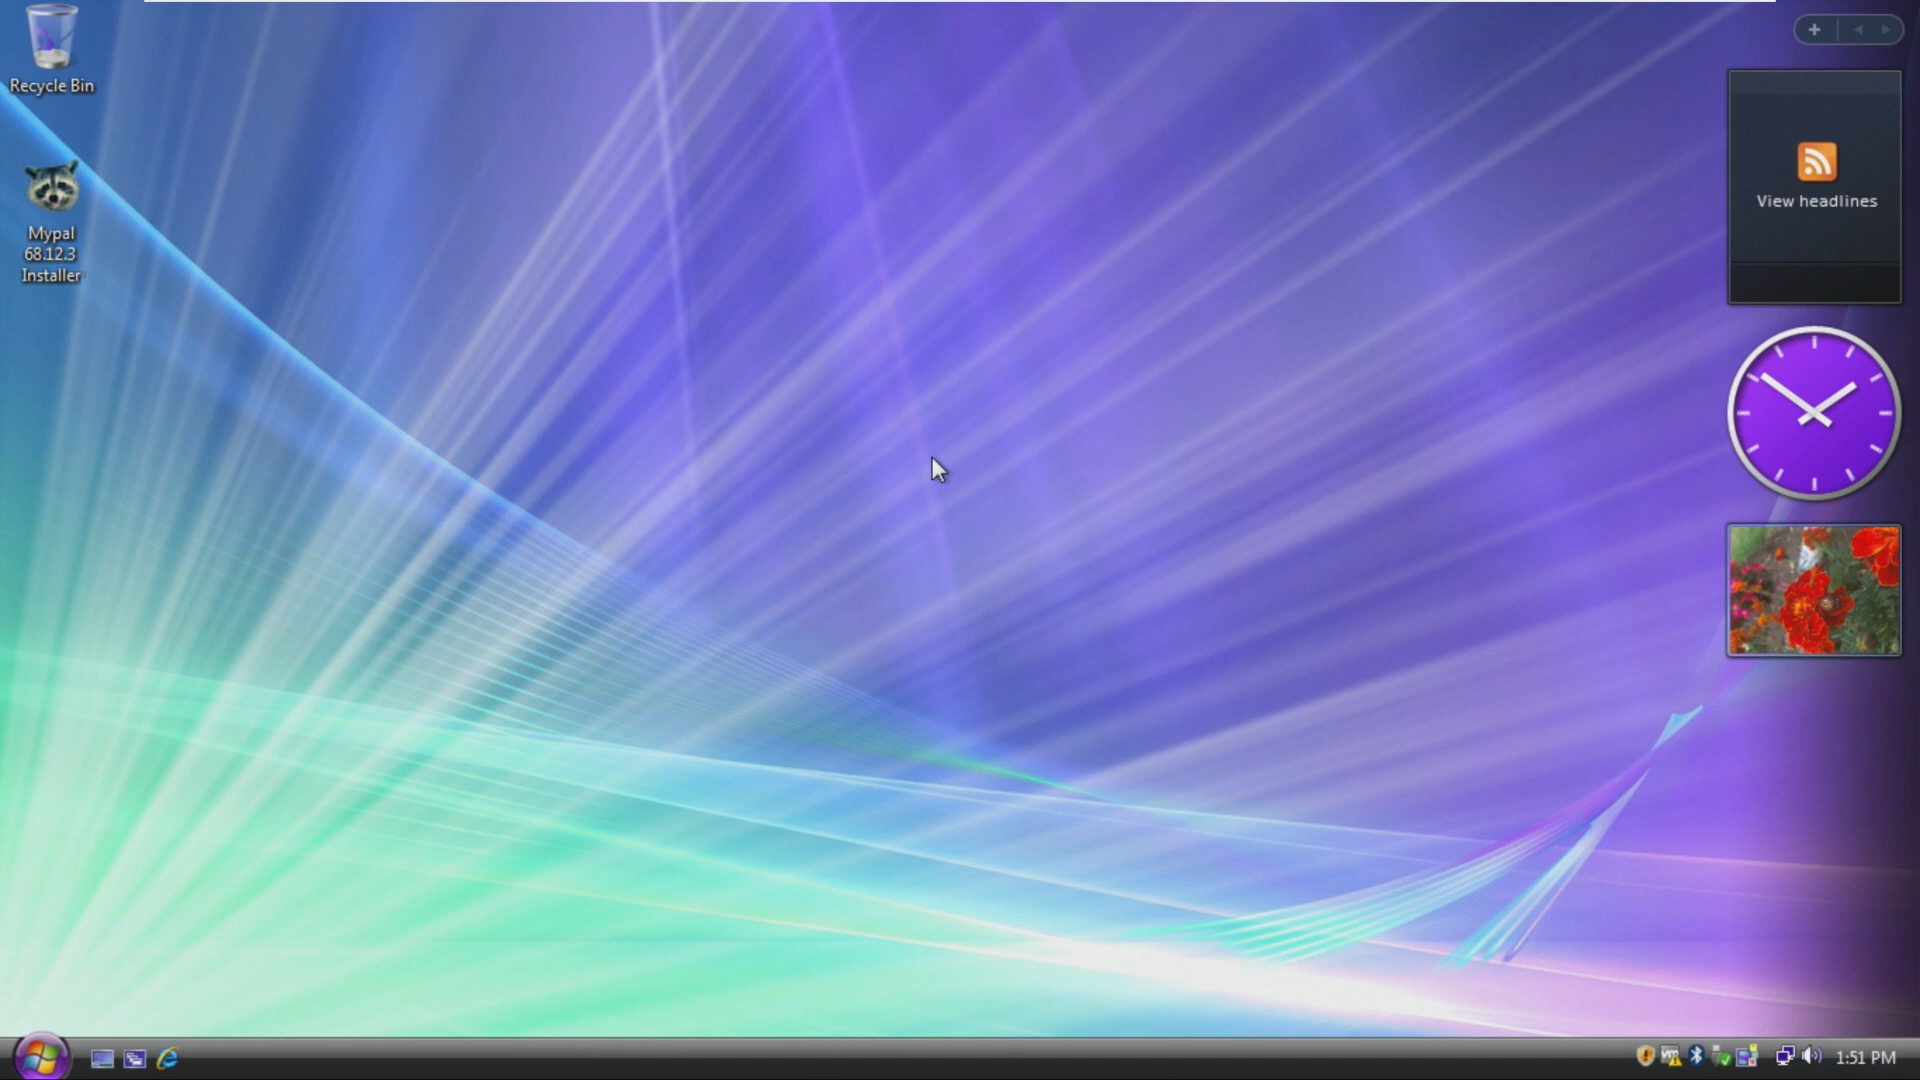 Recycle Bin
Mypal
68.12.3
Installer
View headlines
1:51 PM